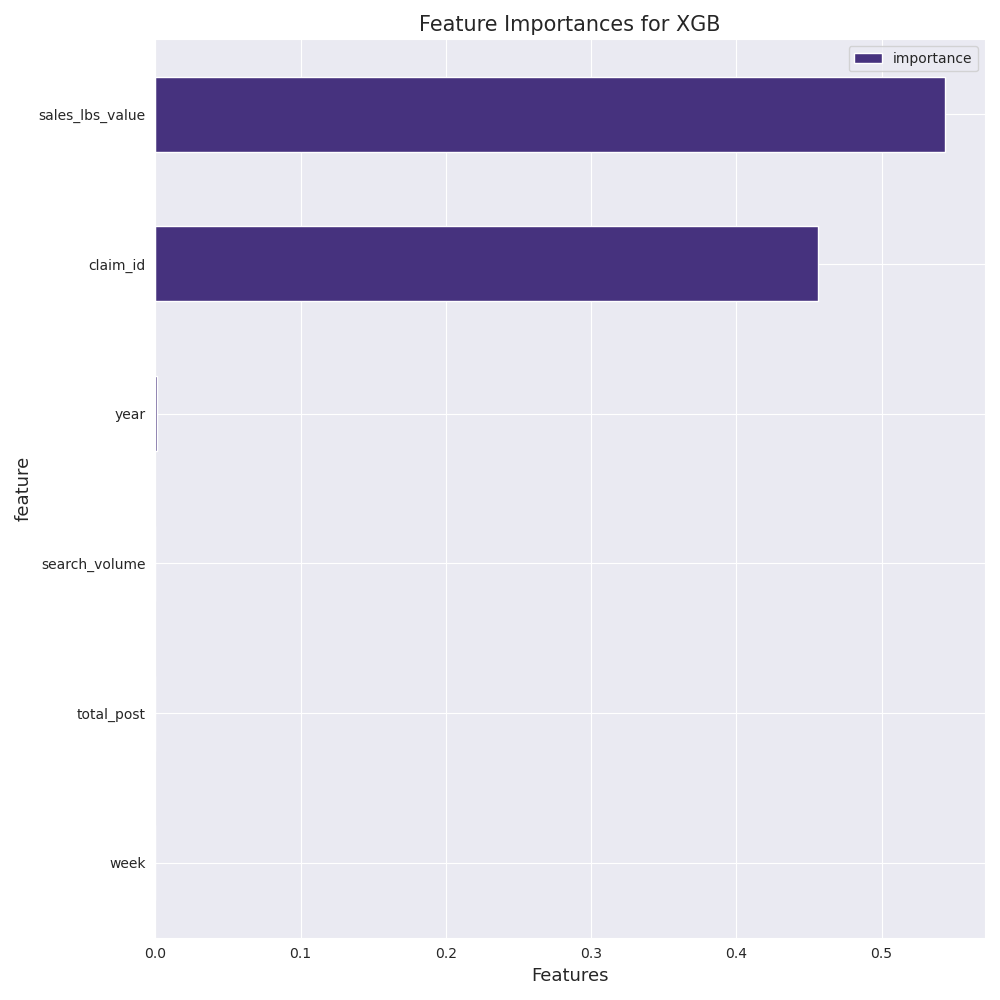 Feature Importances for XGB
importance
sales_lbs_value
claim_id
year
search_volume
total_post
week
feature
0.0 0.1 0.2 0.3 0.4 0.5
Features